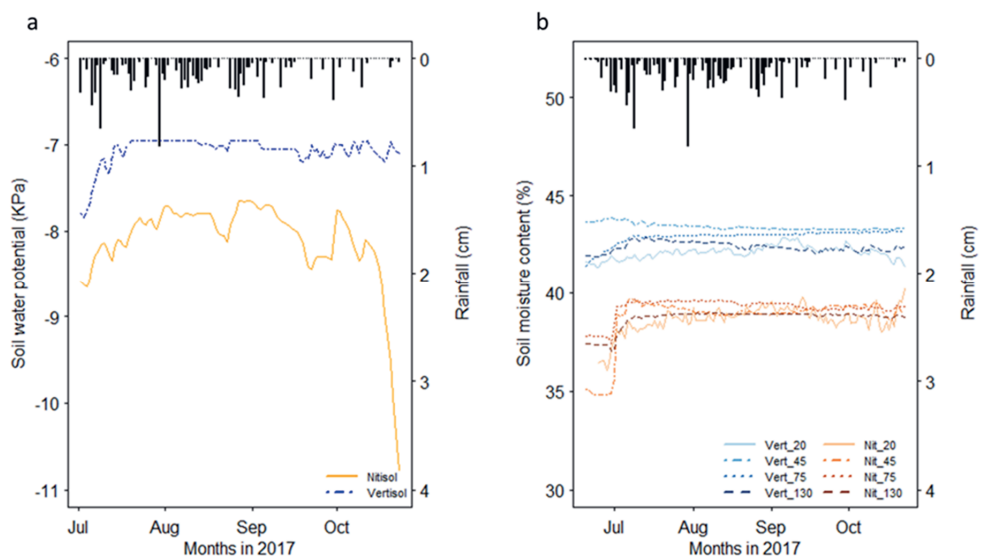 a
-6
-7
-8
-9
-10
-11
Soil water potential (KPa)
0
1
2
3
4
Rainfall (cm)
Nitisol
Vertisol
Jul Aug Sep Oct
Months in 2017
b
50
45
40
35
30
Soil moisture content (%)
0
1
2
3
4
Rainfall (cm)
Vert_20 Nit_20
Vert_45 Nit_45
Vert_75 Nit_75
Vert_130 Nit_130
Jul Aug Sep Oct
Months in 2017